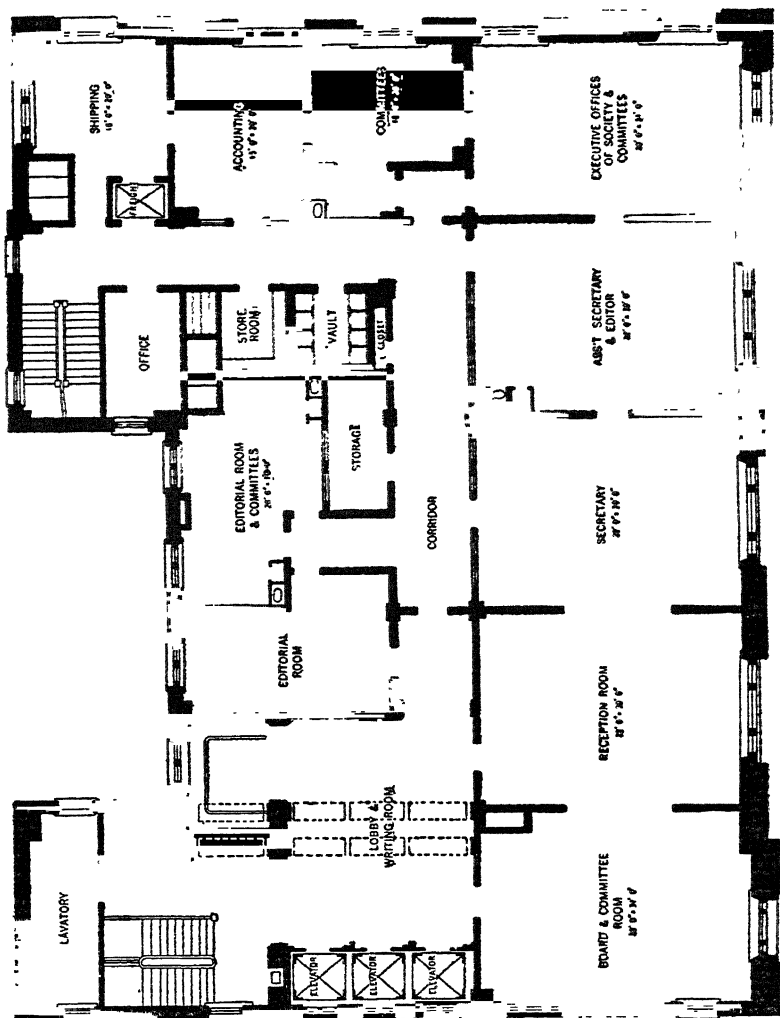 SHIPPING
ACCOUNTING
COMMITTEES
EXECUTIVE OFFICES
OF SOCIETY &
COMMITTEES
FREIGHT
STORE
ROOM
VAULT
CLOSET
OFFICE
ASS'T SECRETARY
& EDITOR
EDITORIAL ROOM
& COMMITTEES
STORAGE
CORRIDOR
SECRETARY
EDITORIAL
ROOM
RECEPTION ROOM
LOBBY &
WRITING ROOM
LAVATORY
BOARD & COMMITTEE
ROOM
ELEVATOR
ELEVATOR
ELEVATOR